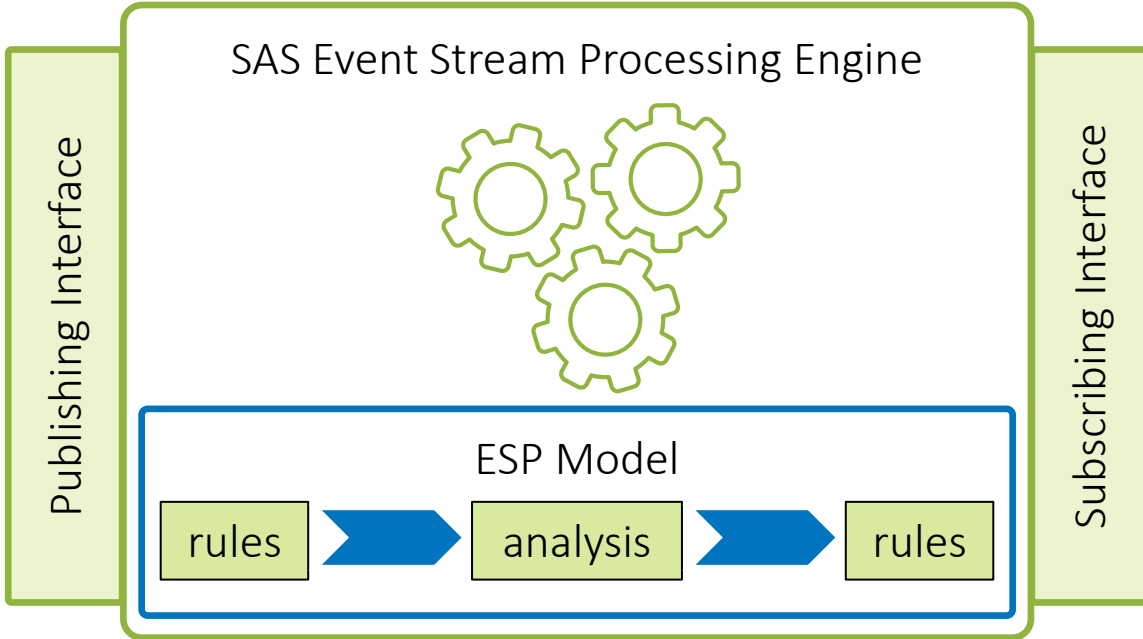 SAS Event Stream Processing Engine
Publishing Interface
ESP Model
rules
analysis
rules
Subscribing Interface